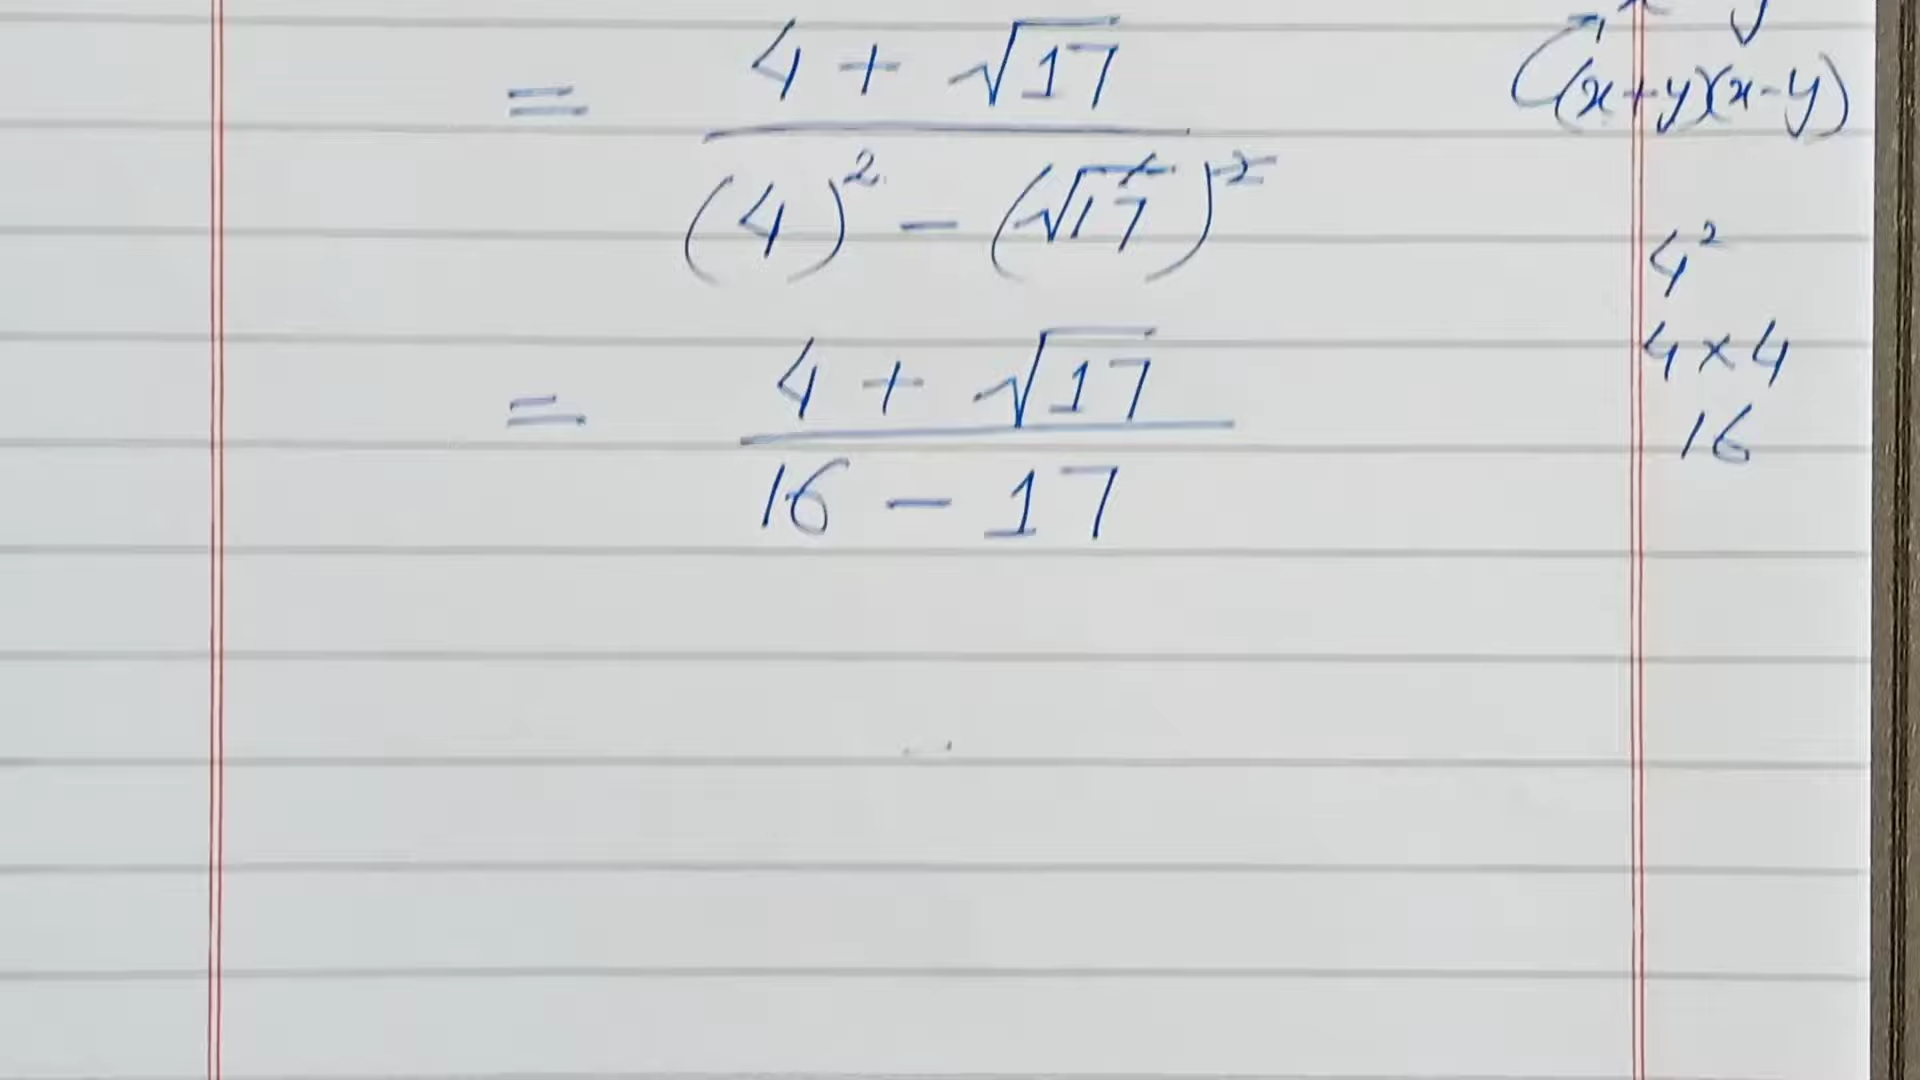 = 4 + √17
(4)² - (√17)²
= 4 + √17
16 - 17
(x+y)(x-y)
4²
4 × 4
16